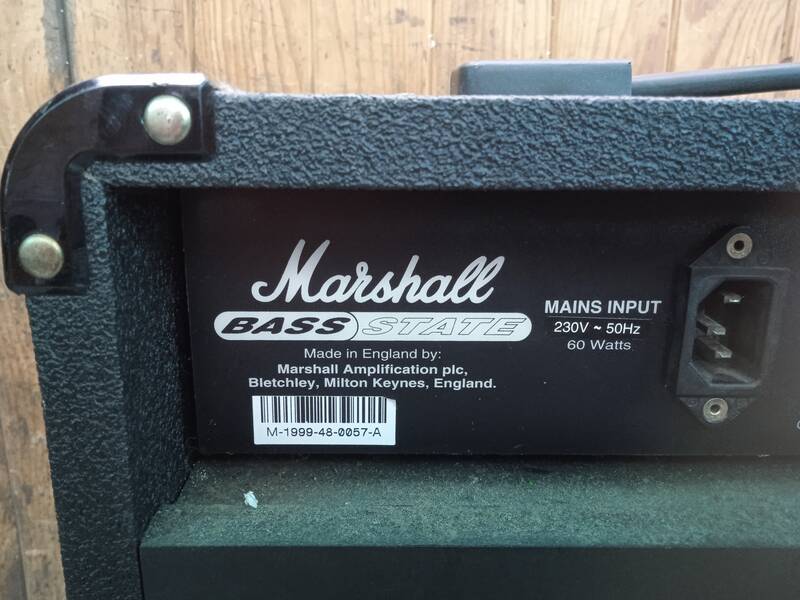 Marshall
BASS STATE
MAINS INPUT
230V ~ 50Hz
60 Watts
Made in England by:
Marshall Amplification plc,
Bletchley, Milton Keynes, England.
M-1999-48-0057-A